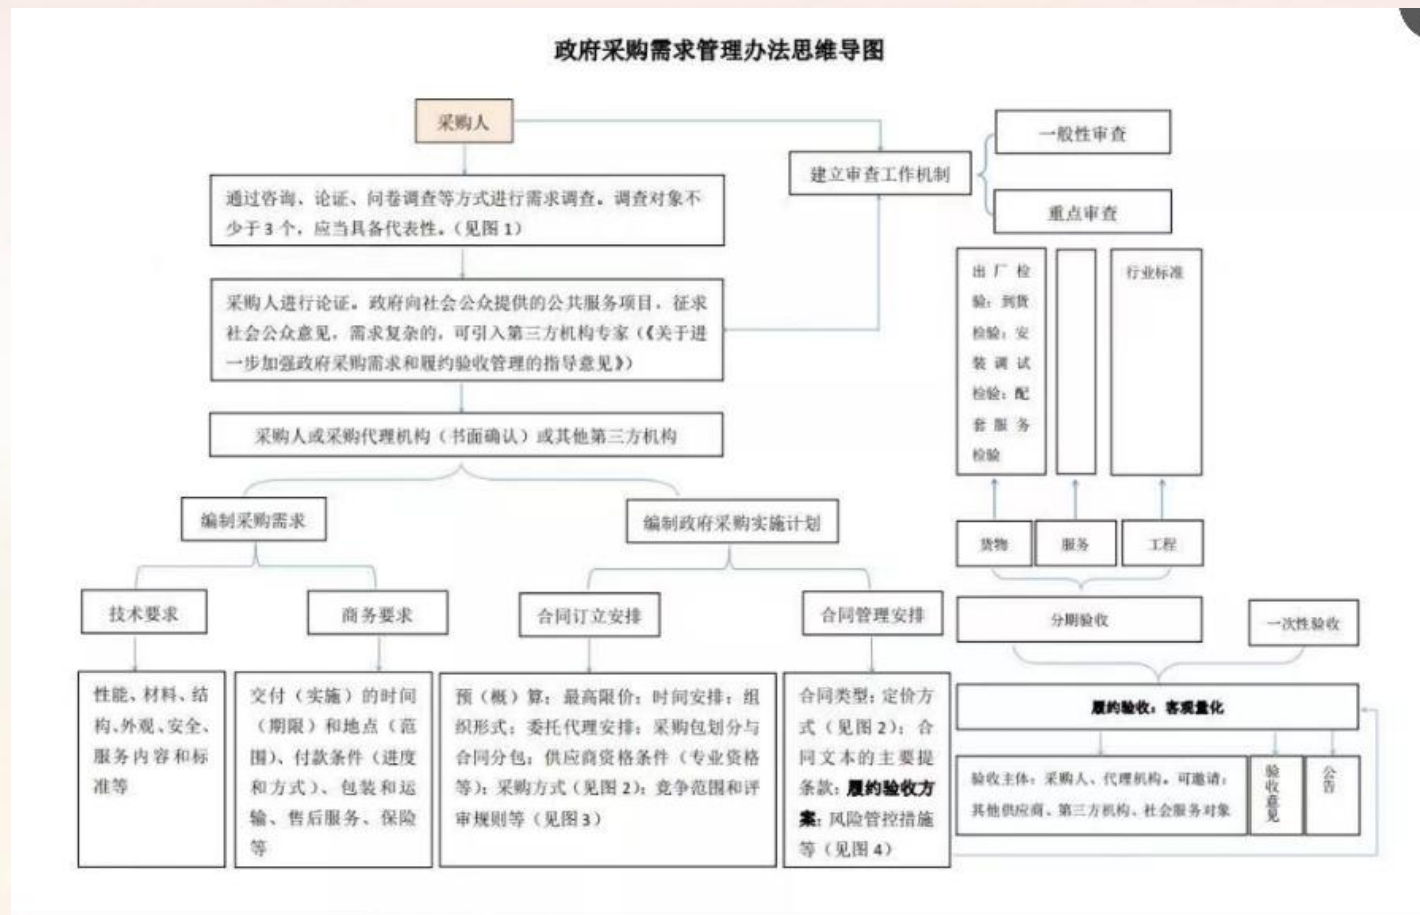 政府采购需求管理办法思维导图
采购人
建立审查工作机制
一般性审查
重点审查
通过咨询、论证、问卷调查等方式进行需求调查。调查对象不
少于3个，应当具备代表性。（见图1）
采购人进行论证。政府向社会公众提供的公共服务项目，征求
社会公众意见，需求复杂的，可引入第三方机构专家（《关于进
一步加强政府采购需求和履约验收管理的指导意见》）
采购人或采购代理机构（书面确认）或其他第三方机构
编制采购需求
编制政府采购实施计划
技术要求
商务要求
合同订立安排
合同管理安排
性能、材料、结
构、外观、安全、
服务内容和标
准等
交付（实施）的时间
（期限）和地点（范
围）、付款条件（进度
和方式）、包装和运
输、售后服务、保险
等
预（概）算；最高限价；时间安排；组
织形式；委托代理安排；采购包划分与
合同分包；供应商资格条件（专业资格
等）；采购方式（见图2）；竞争范围和评
审规则等（见图3）
合同类型；定价方
式（见图2）；合
同文本的主要提
条款；履约验收方
案；风险管控措施
等（见图4）
出厂检
验；到货
检验；安
装调试
检验；配
套服务
检验
行业标准
货物
服务
工程
分期验收
一次性验收
履约验收：客观量化
验收主体：采购人、代理机构。可邀请：
其他供应商、第三方机构、社会服务对象
验收意见
公告